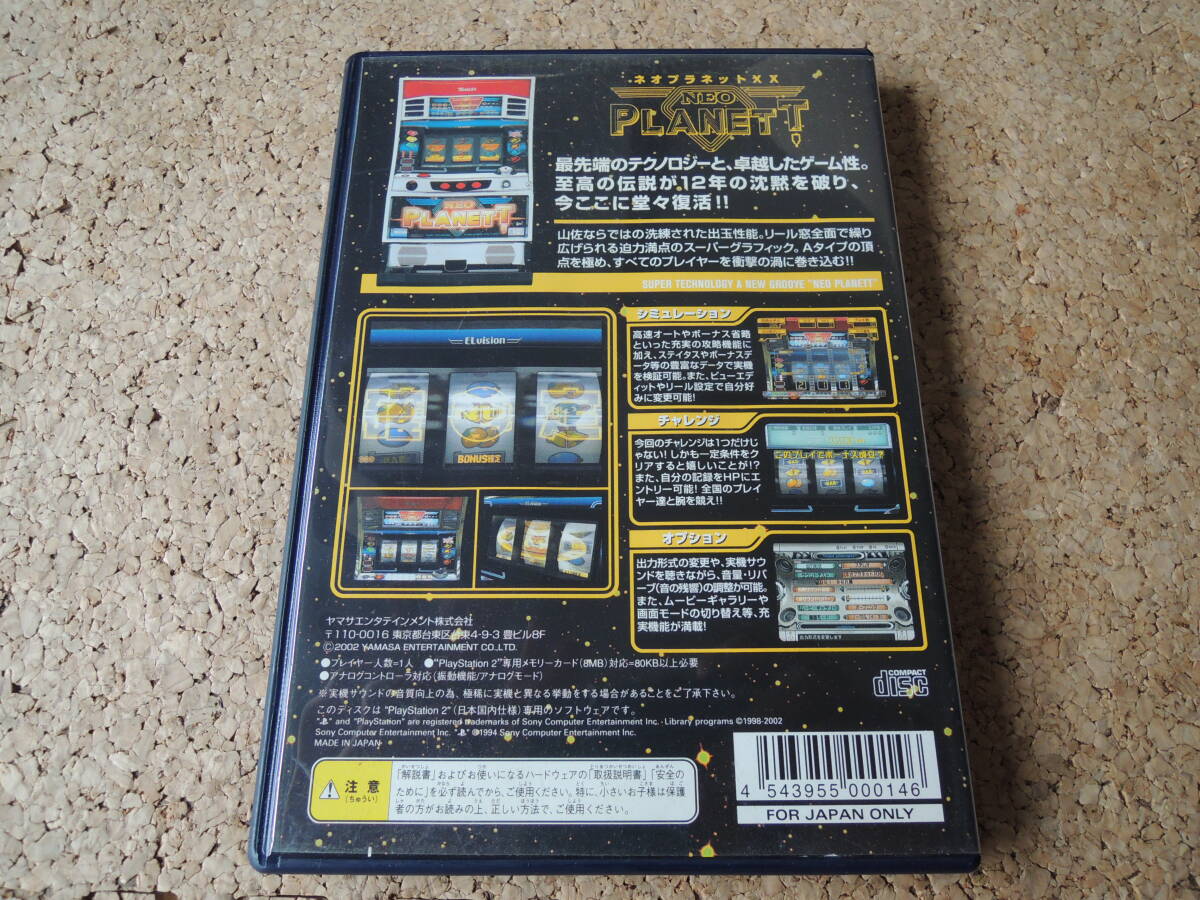 ネオプラネットXX
NEO
PLANETT
最先端のテクノロジーと、卓越したゲーム性。
至高の伝説が12年の沈黙を破り、
今ここに堂々復活!!
山佐ならではの洗練された出玉性能。リール窓全面で繰り
広げられる迫力満点のスーパーグラフィック。Aタイプの頂
点を極め、すべてのプレイヤーを衝撃の渦に巻き込む!!
SUPER TECHNOLOGY & NEW GROOVE "NEO PLANETT"
NEO
PLANETT
ELvision
BONUS確定
シミュレーション
高速オートやボーナス省略
といった充実の攻略機能に
加え、ステイタスやボーナスデ
ータ等の豊富なデータで実機
を検証可能。また、ビューエデ
ィットやリール設定で自分好
みに変更可能!
チャレンジ
今回のチャレンジは1つだけじ
ゃない!しかも一定条件をク
リアすると嬉しいことが!?
また、自分の記録をHPにエ
ントリー可能!全国のプレイ
ヤー達と腕を競え!!
このプレイでボーナス成立?
オプション
出力形式の変更や、実機サウ
ンドを聴きながら、音量・リバ
ーブ(音の残響)の調整が可能。
また、ムービーギャラリーや
画面モードの切り替え等、充
実機能が満載!
出力形式を変更します
ヤマサエンタテインメント株式会社
〒110-0016 東京都台東区台東4-9-3 豊ビル8F
©2002 YAMASA ENTERTAINMENT CO.,LTD.
●プレイヤー人数=1人 ●"PlayStation 2"専用メモリーカード(8MB)対応=80KB以上必要
●アナログコントローラ対応(振動機能/アナログモード)
※実機サウンドの音質向上の為、極稀に実機と異なる挙動をする場合があることをご了承下さい。
このディスクは "PlayStation 2"(日本国内仕様)専用のソフトウェアです。
" " and "PlayStation" are registered trademarks of Sony Computer Entertainment Inc. · Library programs ©1998-2002
Sony Computer Entertainment Inc. " " ©1994 Sony Computer Entertainment Inc.
MADE IN JAPAN
COMPACT
disc
注意
(ちゅうい)
「解説書」およびお使いになるハードウェアの「取扱説明書」「安全の
ために」を必ず読んでから、ご使用ください。特に、小さいお子様は保護
者の方がお読みの上、正しい方法で、ご使用ください。
4 543955 000146
FOR JAPAN ONLY